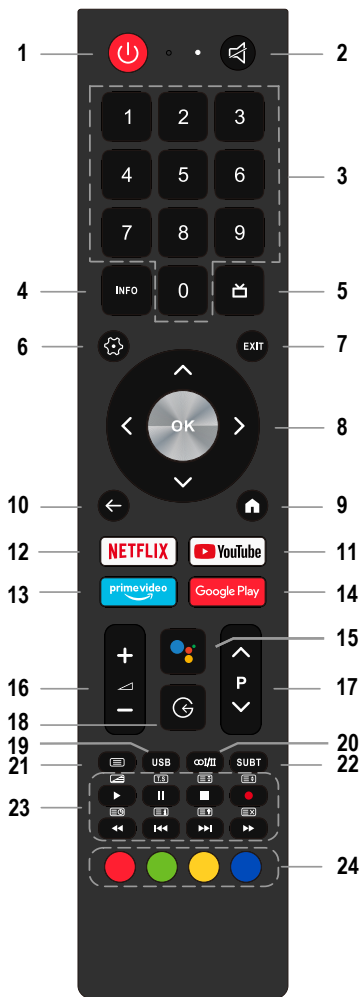 1 2
1 2 3
4 5 6 3
7 8 9
4 INFO 0 5
6 EXIT 7
OK 8
10 9
12 NETFLIX YouTube 11
13 prime video Google Play 14
15
16 + P 17
18
19 20
21 USB I/II SUBT 22
T.S
23
24